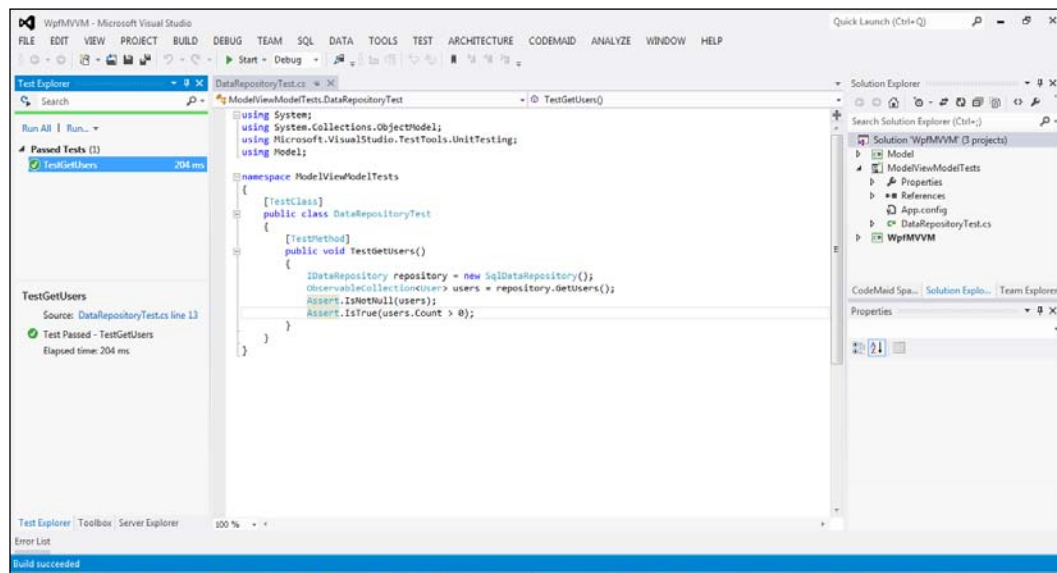 WpfMVVM - Microsoft Visual Studio
Quick Launch (Ctrl+Q)
FILE EDIT VIEW PROJECT BUILD DEBUG TEAM SQL DATA TOOLS TEST ARCHITECTURE CODEMAID ANALYZE WINDOW HELP
Start - Debug
Test Explorer
Search
Run All | Run...
Passed Tests (1)
TestGetUsers 204 ms
TestGetUsers
Source: DataRepositoryTest.cs line 13
Test Passed - TestGetUsers
Elapsed time: 204 ms
Test Explorer Toolbox Server Explorer
DataRepositoryTest.cs
ModelViewModelTests.DataRepositoryTest
TestGetUsers()
using System;
using System.Collections.ObjectModel;
using Microsoft.VisualStudio.TestTools.UnitTesting;
using Model;
namespace ModelViewModelTests
{
[TestClass]
public class DataRepositoryTest
{
[TestMethod]
public void TestGetUsers()
{
IDataRepository repository = new SqlDataRepository();
ObservableCollection<User> users = repository.GetUsers();
Assert.IsNotNull(users);
Assert.IsTrue(users.Count > 0);
}
}
}
100 %
Solution Explorer
Search Solution Explorer (Ctrl+;)
Solution 'WpfMVVM' (3 projects)
Model
ModelViewModelTests
Properties
References
App.config
DataRepositoryTest.cs
WpfMVVM
CodeMaid Spa... Solution Explo... Team Explorer
Properties
Error List
Build succeeded